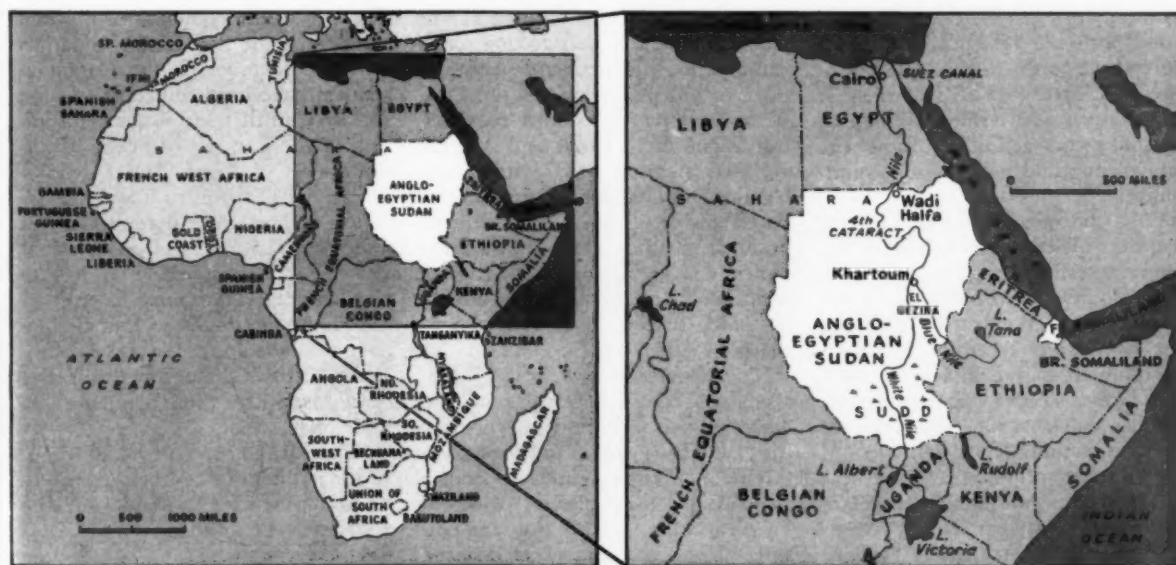 SP. MOROCCO
IFNI
MOROCCO
TUNISIA
SPANISH
SAHARA
ALGERIA
LIBYA
EGYPT
S A H A R A
FRENCH WEST AFRICA
FRENCH EQUATORIAL AFRICA
ANGLO-
EGYPTIAN
SUDAN
ERITREA
GAMBIA
PORTUGUESE
GUINEA
SIERRA
LEONE
LIBERIA
GOLD
COAST
TOGO
NIGERIA
CAMEROONS
BR. SOMALILAND
ETHIOPIA
SOMALIA
SPANISH
GUINEA
BELGIAN
CONGO
UGANDA
KENYA
CABINDA
TANGANYIKA
ZANZIBAR
ATLANTIC
OCEAN
ANGOLA
NO.
RHODESIA
SO.
RHODESIA
MOZAMBIQUE
MADAGASCAR
SOUTH-
WEST
AFRICA
BECHUANA-
LAND
SWAZILAND
UNION OF
SOUTH
AFRICA
BASUTOLAND
0 500 1000 MILES
Cairo
SUEZ CANAL
LIBYA
EGYPT
Nile
0 500 MILES
SAHARA
Wadi
Halfa
4th
CATARACT
Khartoum
EL
GEZIRA
ERITREA
L.
Chad
L.
Tana
F
Blue Nile
ANGLO-
EGYPTIAN
SUDAN
BR. SOMALILAND
ETHIOPIA
White Nile
S U D D
FRENCH EQUATORIAL AFRICA
SOMALIA
L. Albert
UGANDA
L.
Rudolf
BELGIAN
CONGO
KENYA
L.
Victoria
INDIAN
OCEAN